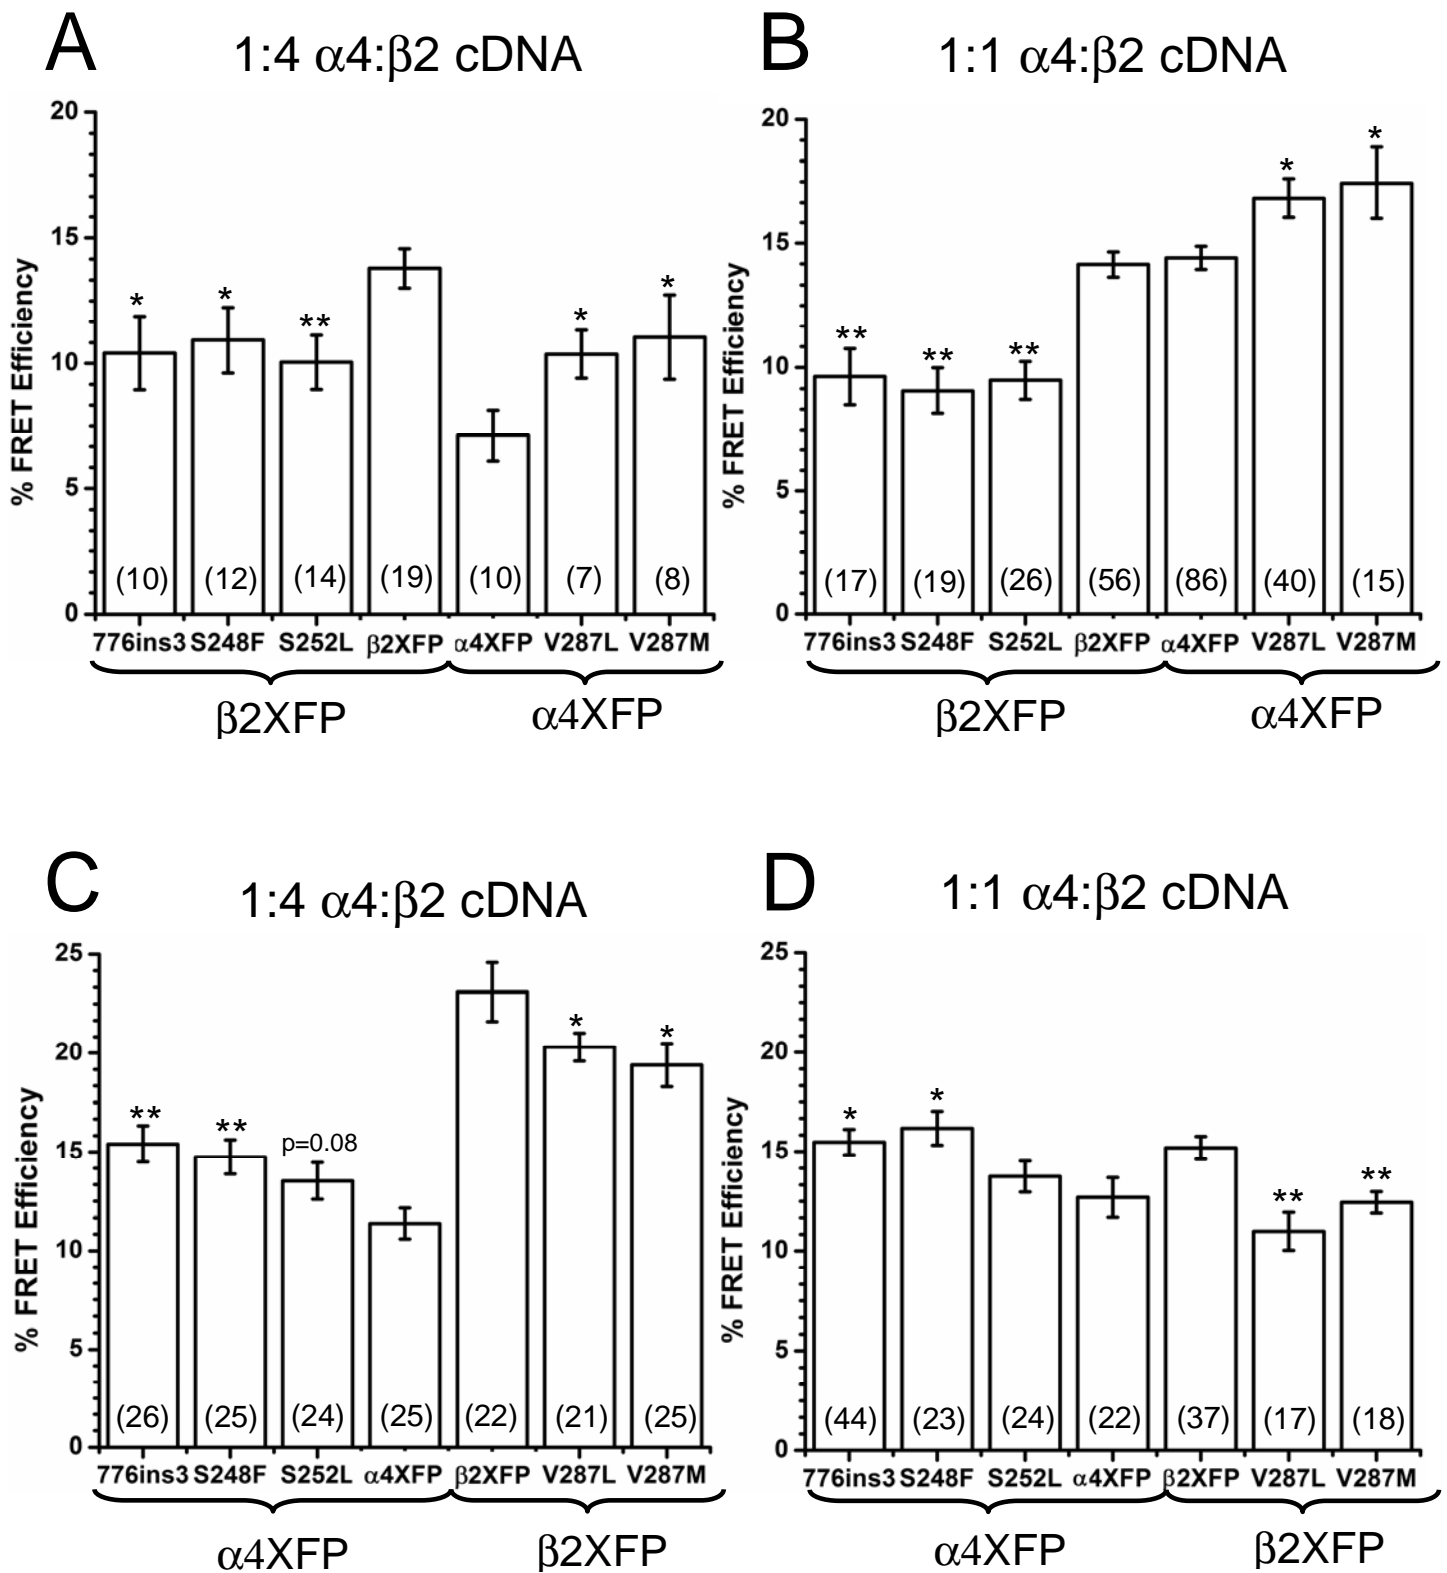 A
1:4 α4:β2 cDNA
% FRET Efficiency
20
15
10
5
0
* * ** * *
(10) (12) (14) (19) (10) (7) (8)
776ins3 S248F S252L β2XFP α4XFP V287L V287M
β2XFP α4XFP
B
1:1 α4:β2 cDNA
% FRET Efficiency
20
15
10
5
0
** ** ** * *
(17) (19) (26) (56) (86) (40) (15)
776ins3 S248F S252L β2XFP α4XFP V287L V287M
β2XFP α4XFP
C
1:4 α4:β2 cDNA
% FRET Efficiency
25
20
15
10
5
0
** ** p=0.08 * *
(26) (25) (24) (25) (22) (21) (25)
776ins3 S248F S252L α4XFP β2XFP V287L V287M
α4XFP β2XFP
D
1:1 α4:β2 cDNA
% FRET Efficiency
25
20
15
10
5
0
* * ** **
(44) (23) (24) (22) (37) (17) (18)
776ins3 S248F S252L α4XFP β2XFP V287L V287M
α4XFP β2XFP